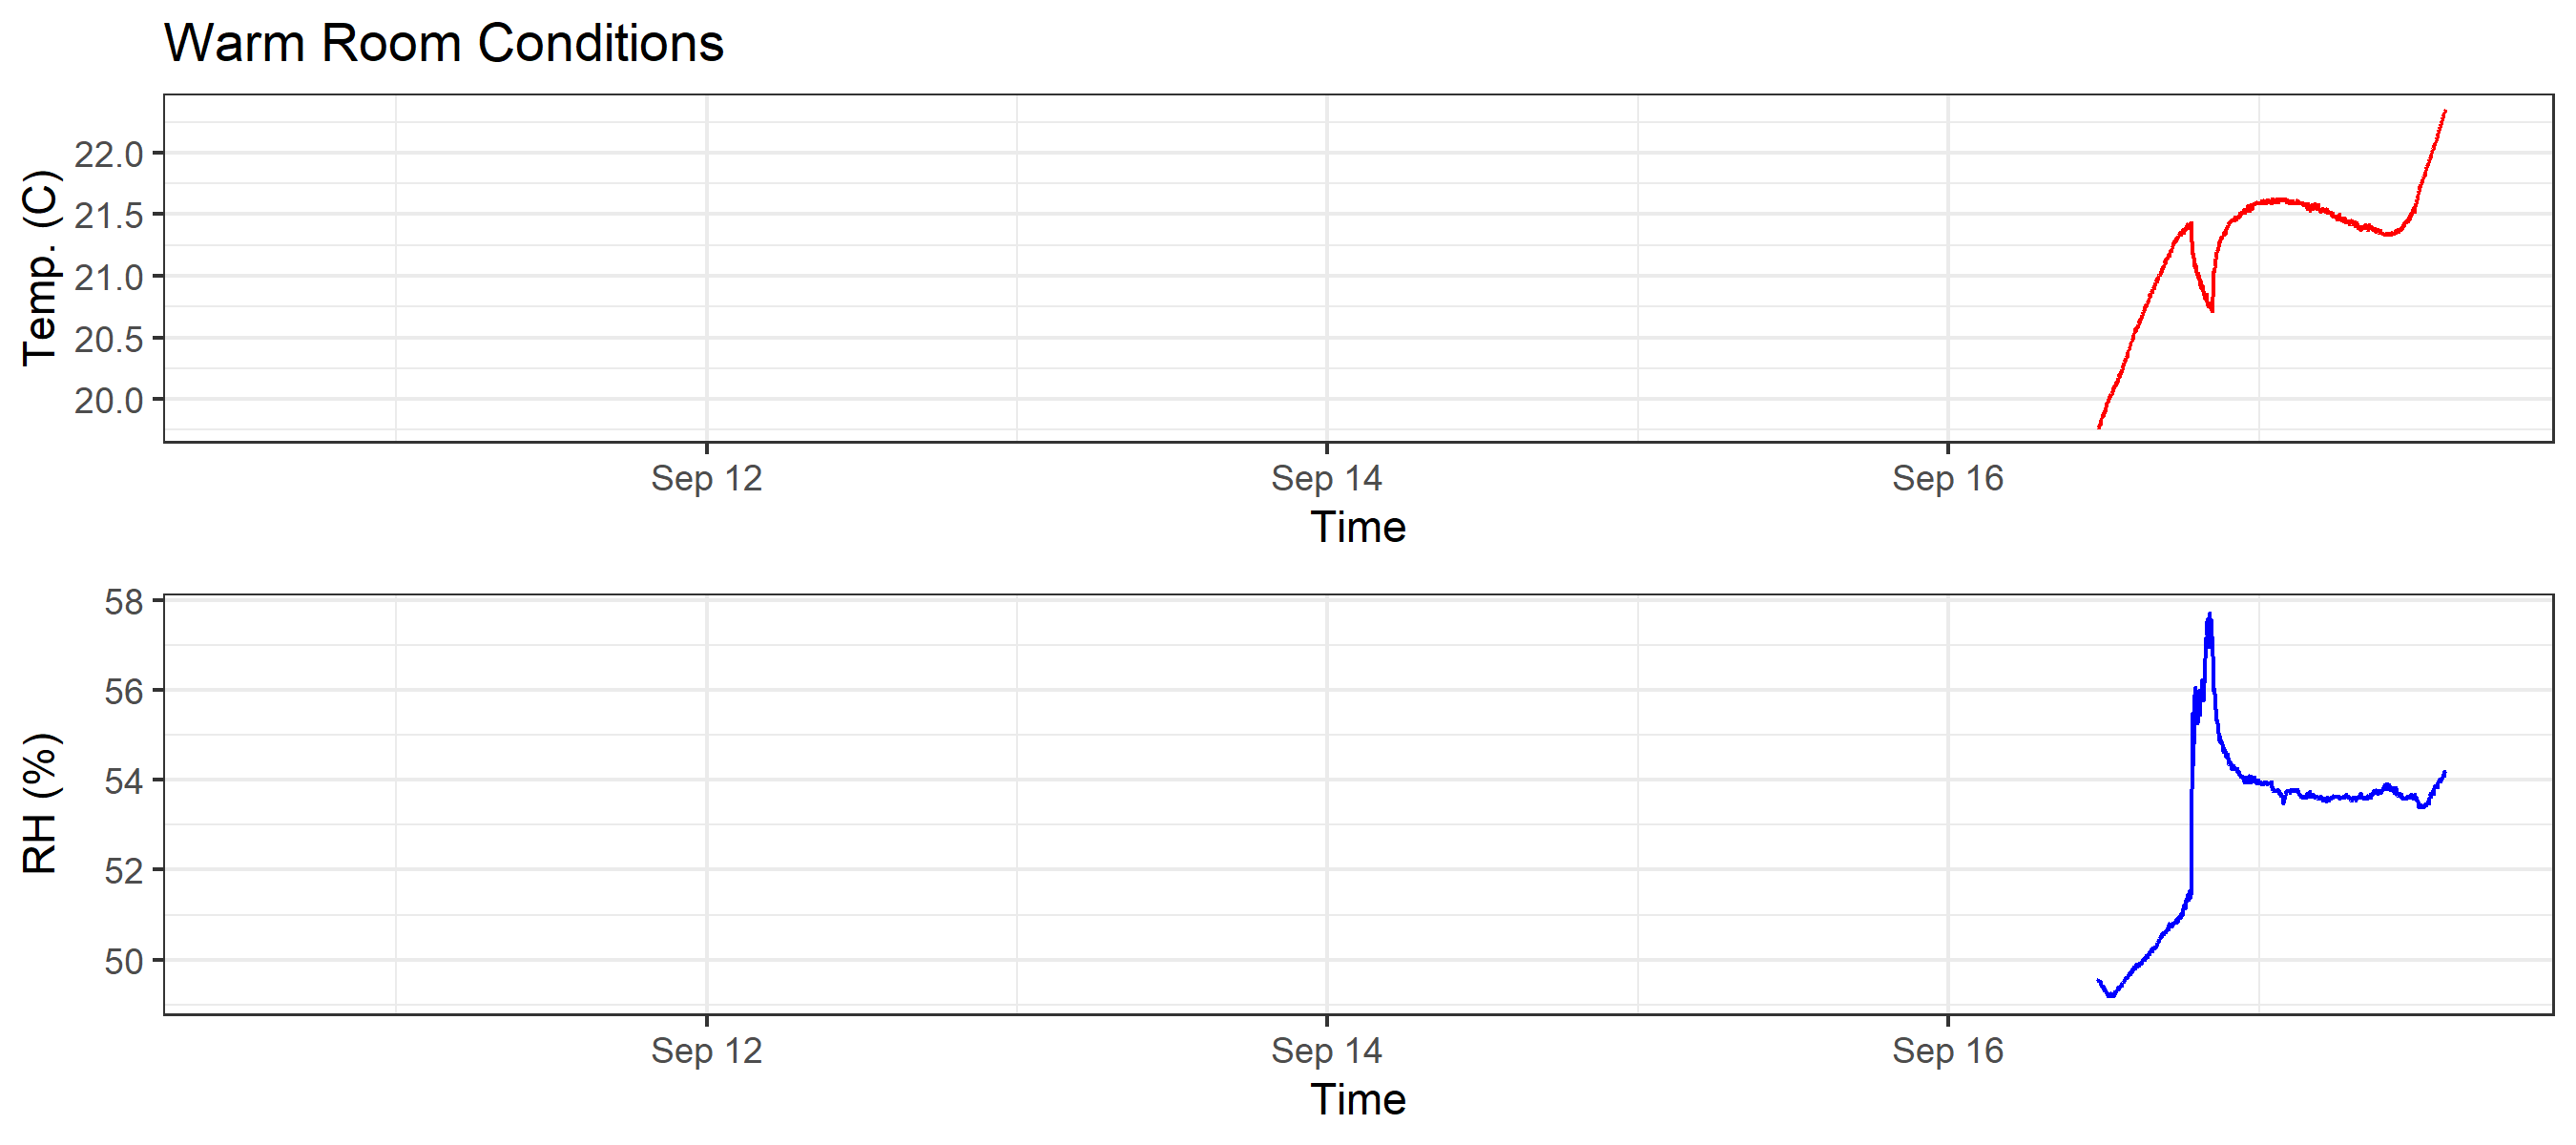 Warm Room Conditions
Temp. (C)
22.0
21.5
21.0
20.5
20.0
Sep 12 Sep 14 Sep 16
Time
RH (%)
58
56
54
52
50
Sep 12 Sep 14 Sep 16
Time